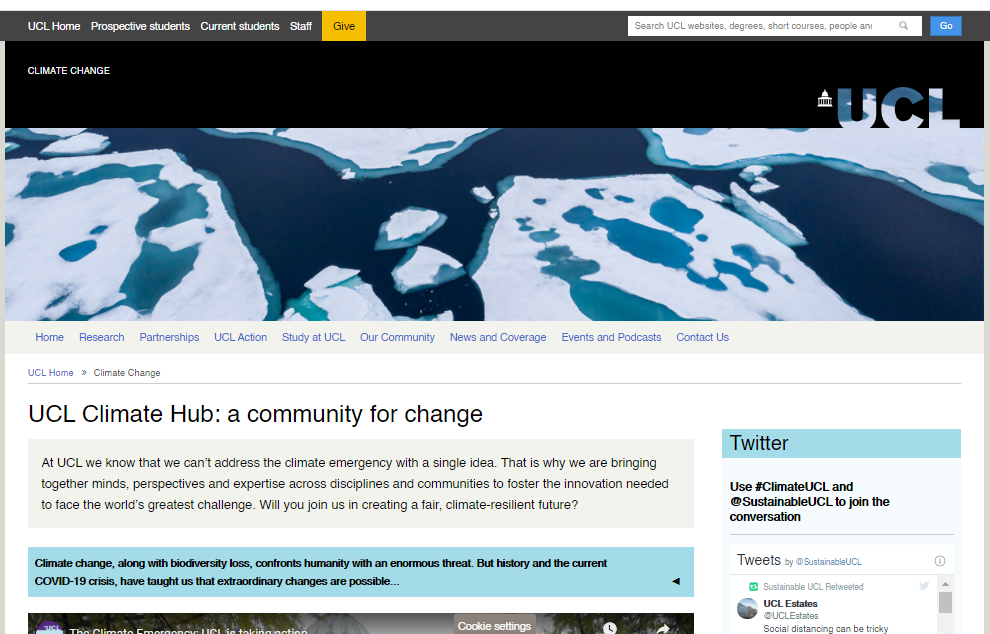 UCL Home Prospective students Current students Staff Give Search UCL websites, degrees, short courses, people and Go
CLIMATE CHANGE
UCL
Home Research Partnerships UCL Action Study at UCL Our Community News and Coverage Events and Podcasts Contact Us
UCL Home » Climate Change
UCL Climate Hub: a community for change
At UCL we know that we can't address the climate emergency with a single idea. That is why we are bringing
together minds, perspectives and expertise across disciplines and communities to foster the innovation needed
to face the world's greatest challenge. Will you join us in creating a fair, climate-resilient future?
Climate change, along with biodiversity loss, confronts humanity with an enormous threat. But history and the current
COVID-19 crisis, have taught us that extraordinary changes are possible...
UCL The Climate Emergency: UCL is taking action
Cookie settings
Twitter
Use #ClimateUCL and
@SustainableUCL to join the
conversation
Tweets by @SustainableUCL
Sustainable UCL Retweeted
UCL Estates
@UCLEstates
Social distancing can be tricky